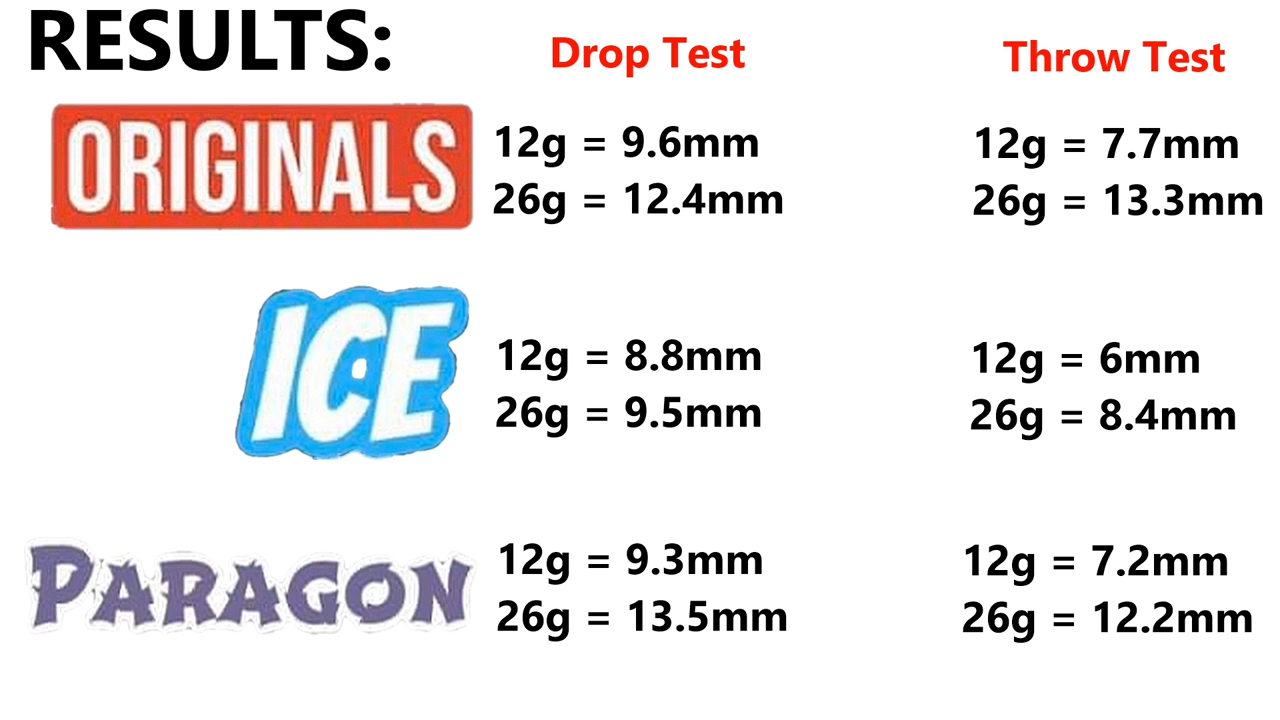 RESULTS:
Drop Test
Throw Test
ORIGINALS
12g = 9.6mm
26g = 12.4mm
12g = 7.7mm
26g = 13.3mm
ICE
12g = 8.8mm
26g = 9.5mm
12g = 6mm
26g = 8.4mm
PARAGON
12g = 9.3mm
26g = 13.5mm
12g = 7.2mm
26g = 12.2mm